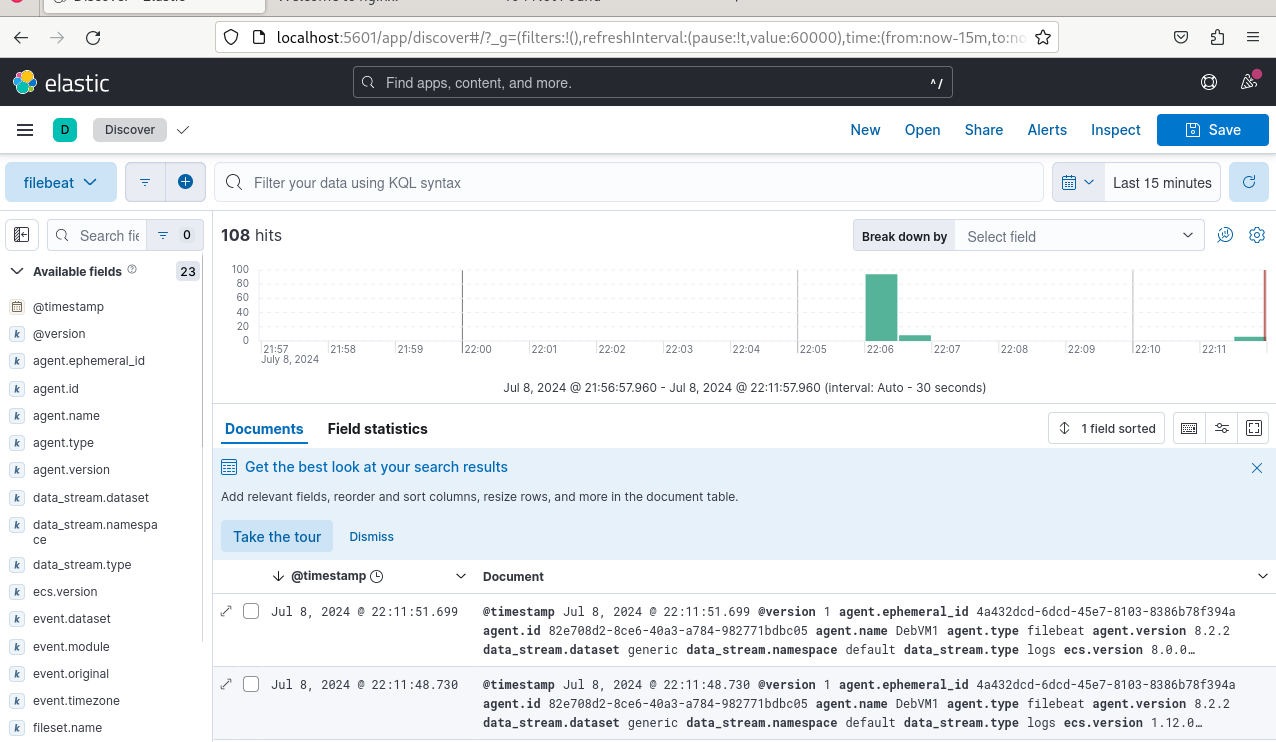 Discover - Elastic
localhost:5601/app/discover#/?_g=(filters:!(),refreshInterval:(pause:!t,value:60000),time:(from:now-15m,to:no
elastic
Find apps, content, and more.
^/
D
Discover
New
Open
Share
Alerts
Inspect
Save
filebeat
Filter your data using KQL syntax
Last 15 minutes
Search fie
0
108 hits
Break down by
Select field
Available fields
23
@timestamp
@version
agent.ephemeral_id
agent.id
agent.name
agent.type
agent.version
data_stream.dataset
data_stream.namespa
ce
data_stream.type
ecs.version
event.dataset
event.module
event.original
event.timezone
fileset.name
100
80
60
40
20
0
21:57
21:58
21:59
22:00
22:01
22:02
22:03
22:04
22:05
22:06
22:07
22:08
22:09
22:10
22:11
July 8, 2024
Jul 8, 2024 @ 21:56:57.960 - Jul 8, 2024 @ 22:11:57.960 (interval: Auto - 30 seconds)
Documents
Field statistics
1 field sorted
Get the best look at your search results
Add relevant fields, reorder and sort columns, resize rows, and more in the document table.
Take the tour
Dismiss
@timestamp
Document
Jul 8, 2024 @ 22:11:51.699
@timestamp Jul 8, 2024 @ 22:11:51.699 @version 1 agent.ephemeral_id 4a432dcd-6dcd-45e7-8103-8386b78f394a
agent.id 82e708d2-8ce6-40a3-a784-982771bdbc05 agent.name DebVM1 agent.type filebeat agent.version 8.2.2
data_stream.dataset generic data_stream.namespace default data_stream.type logs ecs.version 8.0.0…
Jul 8, 2024 @ 22:11:48.730
@timestamp Jul 8, 2024 @ 22:11:48.730 @version 1 agent.ephemeral_id 4a432dcd-6dcd-45e7-8103-8386b78f394a
agent.id 82e708d2-8ce6-40a3-a784-982771bdbc05 agent.name DebVM1 agent.type filebeat agent.version 8.2.2
data_stream.dataset generic data_stream.namespace default data_stream.type logs ecs.version 1.12.0…